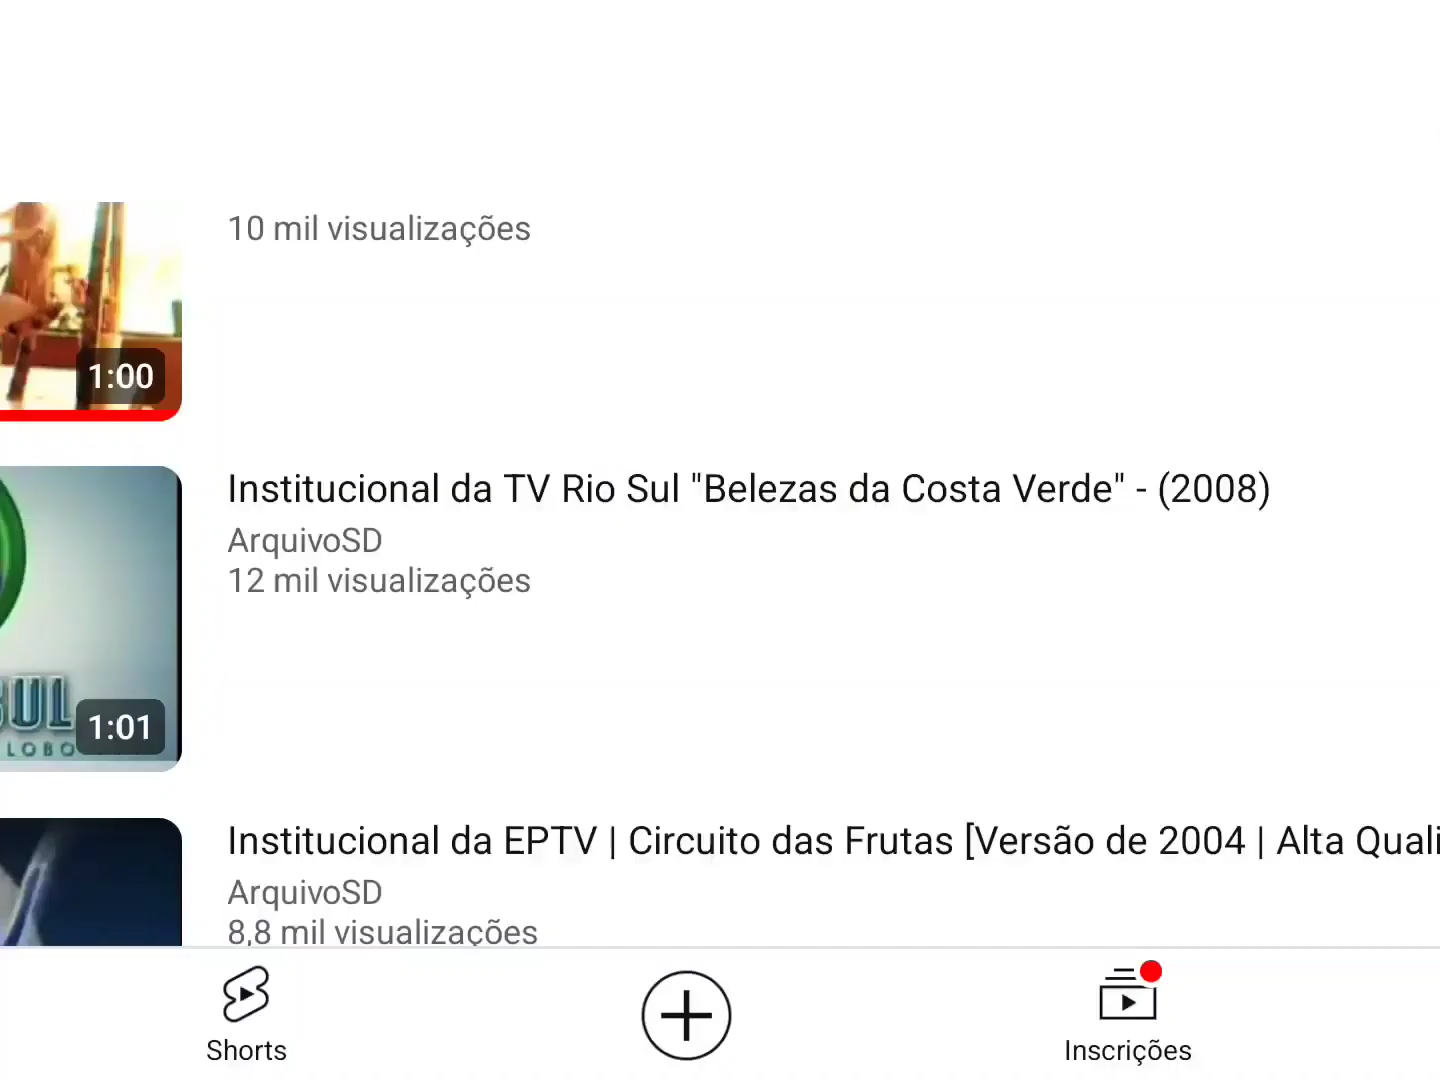 10 mil visualizações
1:00
Institucional da TV Rio Sul "Belezas da Costa Verde" - (2008)
ArquivoSD
12 mil visualizações
SUL
LOBO
1:01
Institucional da EPTV | Circuito das Frutas [Versão de 2004 | Alta Quali
ArquivoSD
8,8 mil visualizações
Shorts
Inscrições